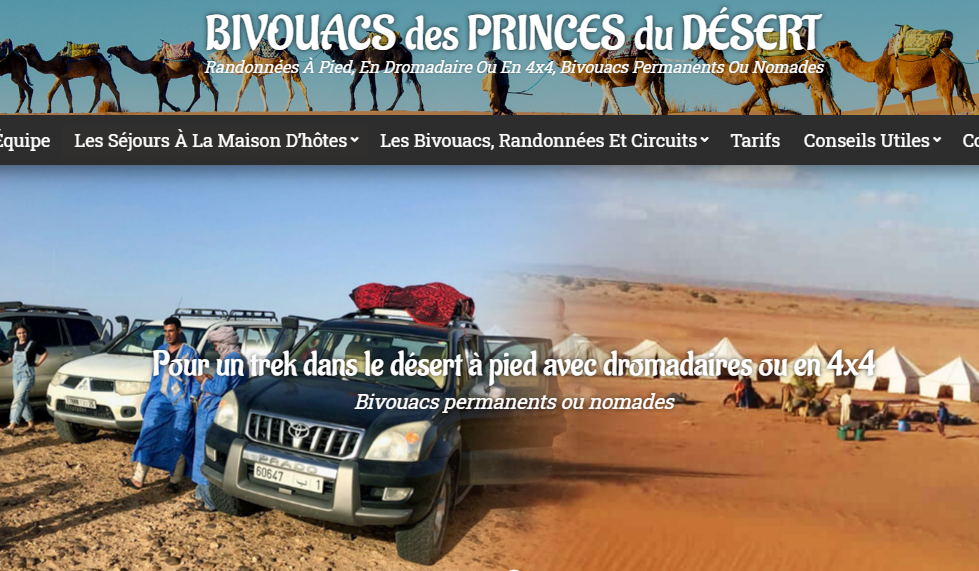 BIVOUACS des PRINCES du DÉSERT
Randonnées À Pied, En Dromadaire Ou En 4x4, Bivouacs Permanents Ou Nomades
Équipe Les Séjours À La Maison D'hôtes Les Bivouacs, Randonnées Et Circuits Tarifs Conseils Utiles Co
Pour un trek dans le désert à pied avec dromadaires ou en 4x4
Bivouacs permanents ou nomades
PRADO
60647 ب 1